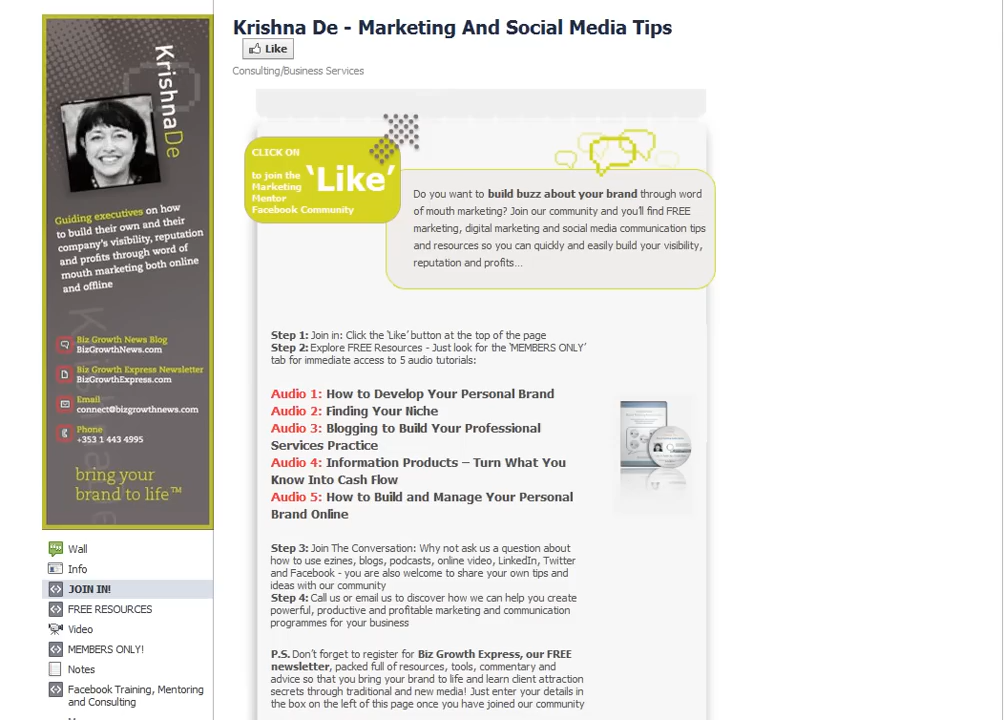 Krishna De - Marketing And Social Media Tips
Like
Consulting/Business Services
KrishnaDe
Guiding executives on how
to build their own and their
company's visibility, reputation
and profits through word of
mouth marketing both online
and offline
Biz Growth News Blog
BizGrowthNews.com
Biz Growth Express Newsletter
BizGrowthExpress.com
Email
connect@bizgrowthnews.com
Phone
+353 1 443 4995
bring your
brand to life™
Wall
Info
JOIN IN!
FREE RESOURCES
Video
MEMBERS ONLY!
Notes
Facebook Training, Mentoring
and Consulting
CLICK ON
'Like'
to join the
Marketing
Mentor
Facebook Community
Do you want to build buzz about your brand through word
of mouth marketing? Join our community and you'll find FREE
marketing, digital marketing and social media communication tips
and resources so you can quickly and easily build your visibility,
reputation and profits...
Step 1: Join in: Click the 'Like' button at the top of the page
Step 2: Explore FREE Resources - Just look for the 'MEMBERS ONLY'
tab for immediate access to 5 audio tutorials:
Audio 1: How to Develop Your Personal Brand
Audio 2: Finding Your Niche
Audio 3: Blogging to Build Your Professional
Services Practice
Audio 4: Information Products – Turn What You
Know Into Cash Flow
Audio 5: How to Build and Manage Your Personal
Brand Online
Step 3: Join The Conversation: Why not ask us a question about
how to use ezines, blogs, podcasts, online video, LinkedIn, Twitter
and Facebook - you are also welcome to share your own tips and
ideas with our community
Step 4: Call us or email us to discover how we can help you create
powerful, productive and profitable marketing and communication
programmes for your business
P.S. Don't forget to register for Biz Growth Express, our FREE
newsletter, packed full of resources, tools, commentary and
advice so that you bring your brand to life and learn client attraction
secrets through traditional and new media! Just enter your details in
the box on the left of this page once you have joined our community